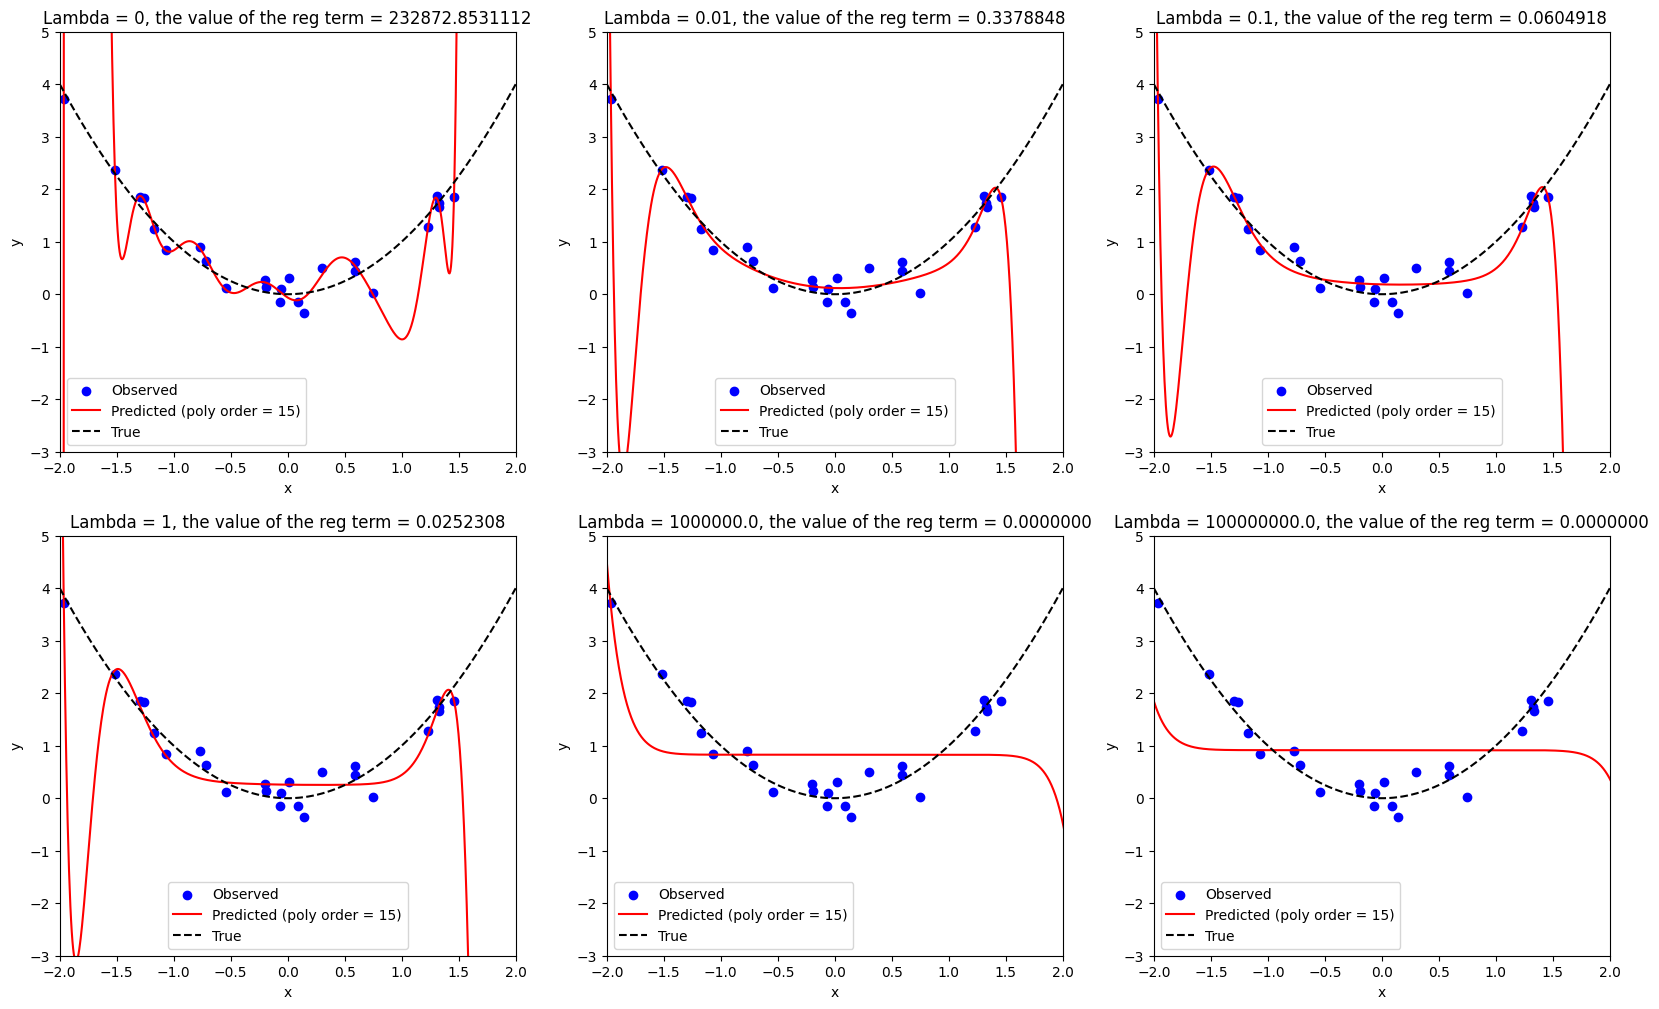 Lambda = 0, the value of the reg term = 232872.8531112
5
4
3
2
1
0
−1
−2
−3
y
Observed
Predicted (poly order = 15)
True
−2.0 −1.5 −1.0 −0.5 0.0 0.5 1.0 1.5 2.0
x
Lambda = 0.01, the value of the reg term = 0.3378848
5
4
3
2
1
0
−1
−2
−3
y
Observed
Predicted (poly order = 15)
True
−2.0 −1.5 −1.0 −0.5 0.0 0.5 1.0 1.5 2.0
x
Lambda = 0.1, the value of the reg term = 0.0604918
5
4
3
2
1
0
−1
−2
−3
y
Observed
Predicted (poly order = 15)
True
−2.0 −1.5 −1.0 −0.5 0.0 0.5 1.0 1.5 2.0
x
Lambda = 1, the value of the reg term = 0.0252308
5
4
3
2
1
0
−1
−2
−3
y
Observed
Predicted (poly order = 15)
True
−2.0 −1.5 −1.0 −0.5 0.0 0.5 1.0 1.5 2.0
x
Lambda = 1000000.0, the value of the reg term = 0.0000000
5
4
3
2
1
0
−1
−2
−3
y
Observed
Predicted (poly order = 15)
True
−2.0 −1.5 −1.0 −0.5 0.0 0.5 1.0 1.5 2.0
x
Lambda = 100000000.0, the value of the reg term = 0.0000000
5
4
3
2
1
0
−1
−2
−3
y
Observed
Predicted (poly order = 15)
True
−2.0 −1.5 −1.0 −0.5 0.0 0.5 1.0 1.5 2.0
x